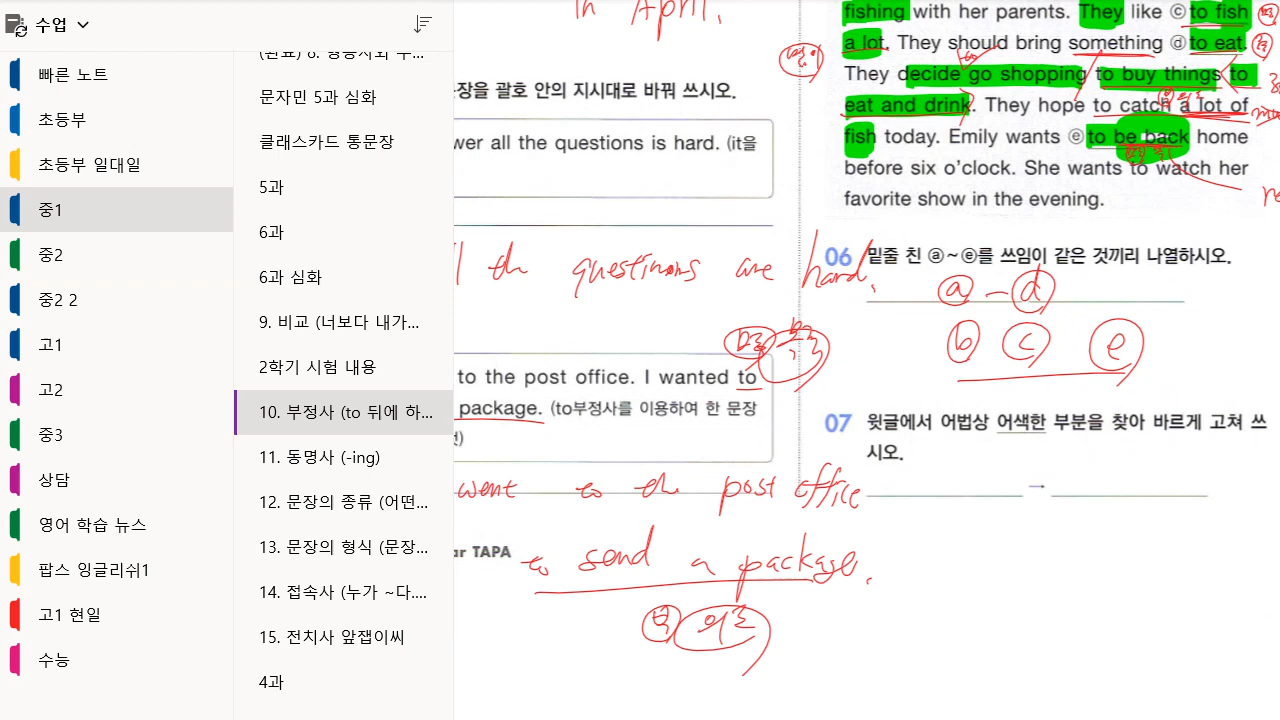 수업
빠른 노트
초등부
초등부 일대일
중1
중2
중2 2
고1
고2
중3
상담
영어 학습 뉴스
팝스 잉글리쉬1
고1 현일
수능
문자민 5과 심화
클래스카드 통문장
5과
6과
6과 심화
9. 비교 (너보다 내가...
2학기 시험 내용
10. 부정사 (to 뒤에 하...
11. 동명사 (-ing)
12. 문장의 종류 (어떤...
13. 문장의 형식 (문장...
14. 접속사 (누가 ~다....
15. 전치사 앞잽이씨
4과
in April.
장을 괄호 안의 지시대로 바꿔 쓰시오.
wer all the questions is hard. (it을
the questions are hard.
to the post office. I wanted to
package. (to부정사를 이용하여 한 문장
went to the post office
ar TAPA
to send a package.
fishing with her parents. They like ⓒ to fish
a lot. They should bring something ⓓ to eat.
They decide go shopping to buy things to
eat and drink. They hope to catch a lot of
fish today. Emily wants ⓔ to be back home
before six o'clock. She wants to watch her
favorite show in the evening.
06 밑줄 친 ⓐ~ⓔ를 쓰임이 같은 것끼리 나열하시오.
ⓐ - ⓓ
ⓑ ⓒ ⓔ
07 윗글에서 어법상 어색한 부분을 찾아 바르게 고쳐 쓰
시오.
→